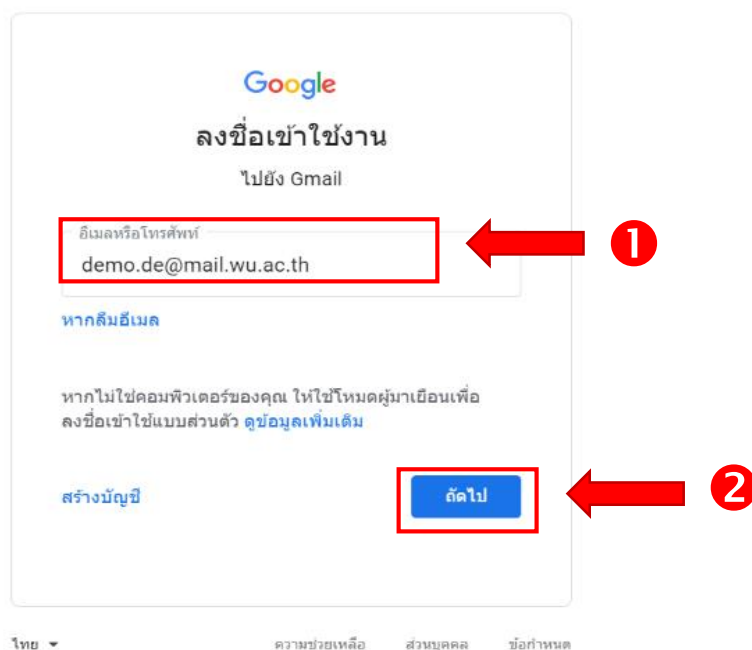 Google
ลงชื่อเข้าใช้งาน
ไปยัง Gmail
อีเมลหรือโทรศัพท์
demo.de@mail.wu.ac.th
1
หากลืมอีเมล
หากไม่ใช่คอมพิวเตอร์ของคุณ ให้ใช้โหมดผู้มาเยือนเพื่อ
ลงชื่อเข้าใช้แบบส่วนตัว ดูข้อมูลเพิ่มเติม
สร้างบัญชี
ถัดไป
2
ไทย
ความช่วยเหลือ
ส่วนบุคคล
ข้อกำหนด